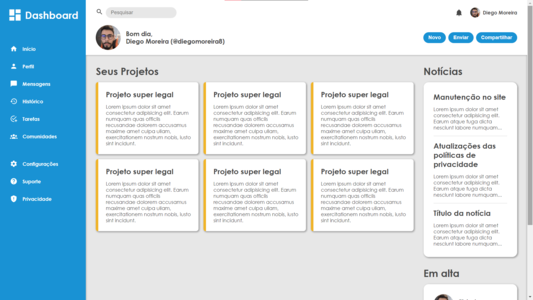 Dashboard
Início
Perfil
Mensagens
Histórico
Tarefas
Comunidades
Configurações
Suporte
Privacidade
Pesquisar
Diego Moreira
Bom dia,
Diego Moreira (@diegomoreira8)
Novo
Enviar
Compartilhar
Seus Projetos
Projeto super legal
Lorem ipsum dolor sit amet
consectetur adipisicing elit. Earum
numquam quas officiis
recusandae dolorem accusamus
maxime amet culpa ullam,
exercitationem nostrum nobis, iusto
sint incidunt.
Projeto super legal
Lorem ipsum dolor sit amet
consectetur adipisicing elit. Earum
numquam quas officiis
recusandae dolorem accusamus
maxime amet culpa ullam,
exercitationem nostrum nobis, iusto
sint incidunt.
Projeto super legal
Lorem ipsum dolor sit amet
consectetur adipisicing elit. Earum
numquam quas officiis
recusandae dolorem accusamus
maxime amet culpa ullam,
exercitationem nostrum nobis, iusto
sint incidunt.
Projeto super legal
Lorem ipsum dolor sit amet
consectetur adipisicing elit. Earum
numquam quas officiis
recusandae dolorem accusamus
maxime amet culpa ullam,
exercitationem nostrum nobis, iusto
sint incidunt.
Projeto super legal
Lorem ipsum dolor sit amet
consectetur adipisicing elit. Earum
numquam quas officiis
recusandae dolorem accusamus
maxime amet culpa ullam,
exercitationem nostrum nobis, iusto
sint incidunt.
Projeto super legal
Lorem ipsum dolor sit amet
consectetur adipisicing elit. Earum
numquam quas officiis
recusandae dolorem accusamus
maxime amet culpa ullam,
exercitationem nostrum nobis, iusto
sint incidunt.
Notícias
Manutenção no site
Lorem ipsum dolor sit amet
consectetur adipisicing elit.
Earum atque fuga dicta
nesciunt nam numquam...
Atualizações das
políticas de
privacidade
Lorem ipsum dolor sit amet
consectetur adipisicing elit.
Earum atque fuga dicta
nesciunt nam numquam...
Título da notícia
Lorem ipsum dolor sit amet
consectetur adipisicing elit.
Earum atque fuga dicta
nesciunt nam numquam...
Em alta